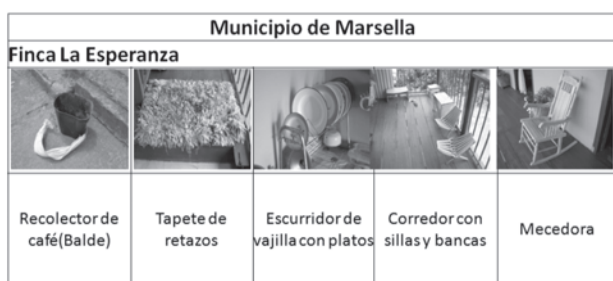 Municipio de Marsella
Finca La Esperanza
Recolector de
café(Balde)
Tapete de
retazos
Escurridor de
vajilla con platos
Corredor con
sillas y bancas
Mecedora